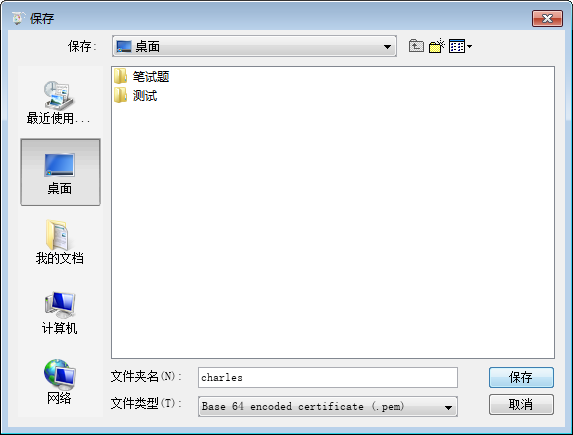 保存
保存:
桌面
笔试题
测试
最近使用...
桌面
我的文档
计算机
网络
文件夹名(N):
charles
保存
文件类型(T):
Base 64 encoded certificate (.pem)
取消